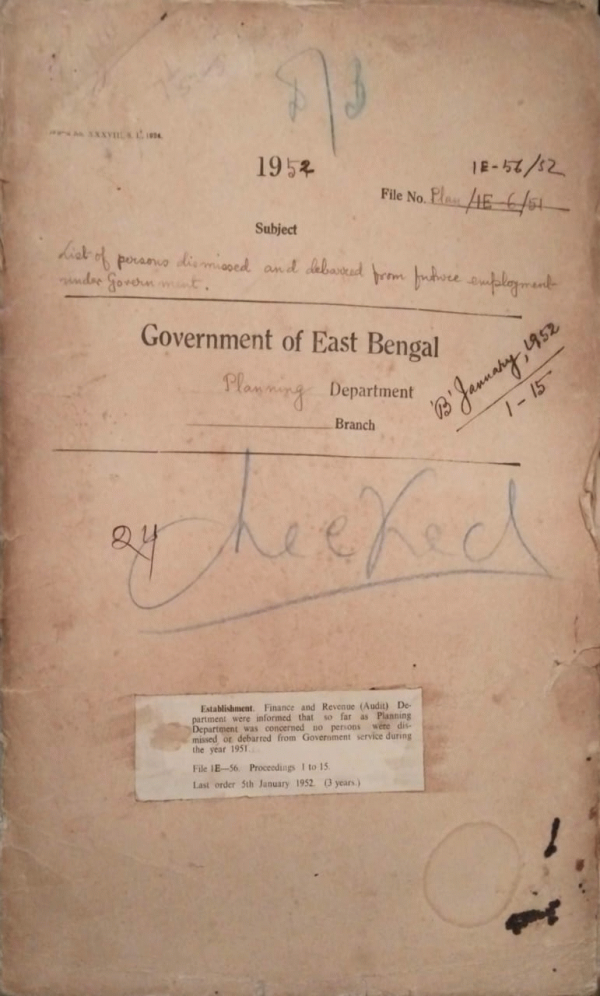 D/B
XXXVII
1952
1E-56/52
File No. Plan/1E-6/51
Subject
List of persons dismissed and debarred from future employment
under Government.
Government of East Bengal
Planning Department
'B' January, 1952
1-15
Branch
24
Checked
Establishment. Finance and Revenue (Audit) De-
partment were informed that so far as Planning
Department was concerned no persons were dis-
missed or debarred from Government service during
the year 1951.
File 1E—56. Proceedings 1 to 15.
Last order 5th January 1952. (3 years.)